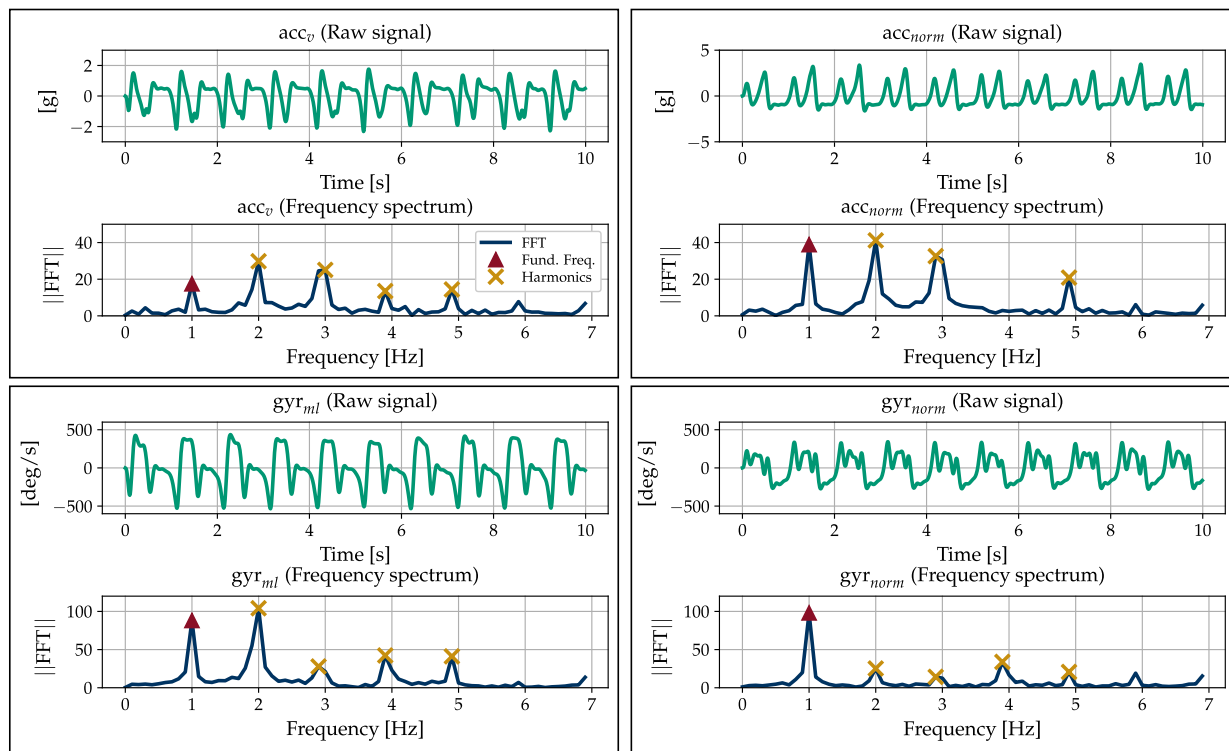 acc_v (Raw signal)
2
0
−2
[g]
0 2 4 6 8 10
Time [s]
acc_v (Frequency spectrum)
40
20
0
||FFT||
FFT
Fund. Freq.
Harmonics
0 1 2 3 4 5 6 7
Frequency [Hz]
acc_norm (Raw signal)
5
0
−5
[g]
0 2 4 6 8 10
Time [s]
acc_norm (Frequency spectrum)
40
20
0
||FFT||
0 1 2 3 4 5 6 7
Frequency [Hz]
gyr_ml (Raw signal)
500
0
−500
[deg/s]
0 2 4 6 8 10
Time [s]
gyr_ml (Frequency spectrum)
100
50
0
||FFT||
0 1 2 3 4 5 6 7
Frequency [Hz]
gyr_norm (Raw signal)
500
0
−500
[deg/s]
0 2 4 6 8 10
Time [s]
gyr_norm (Frequency spectrum)
100
50
0
||FFT||
0 1 2 3 4 5 6 7
Frequency [Hz]